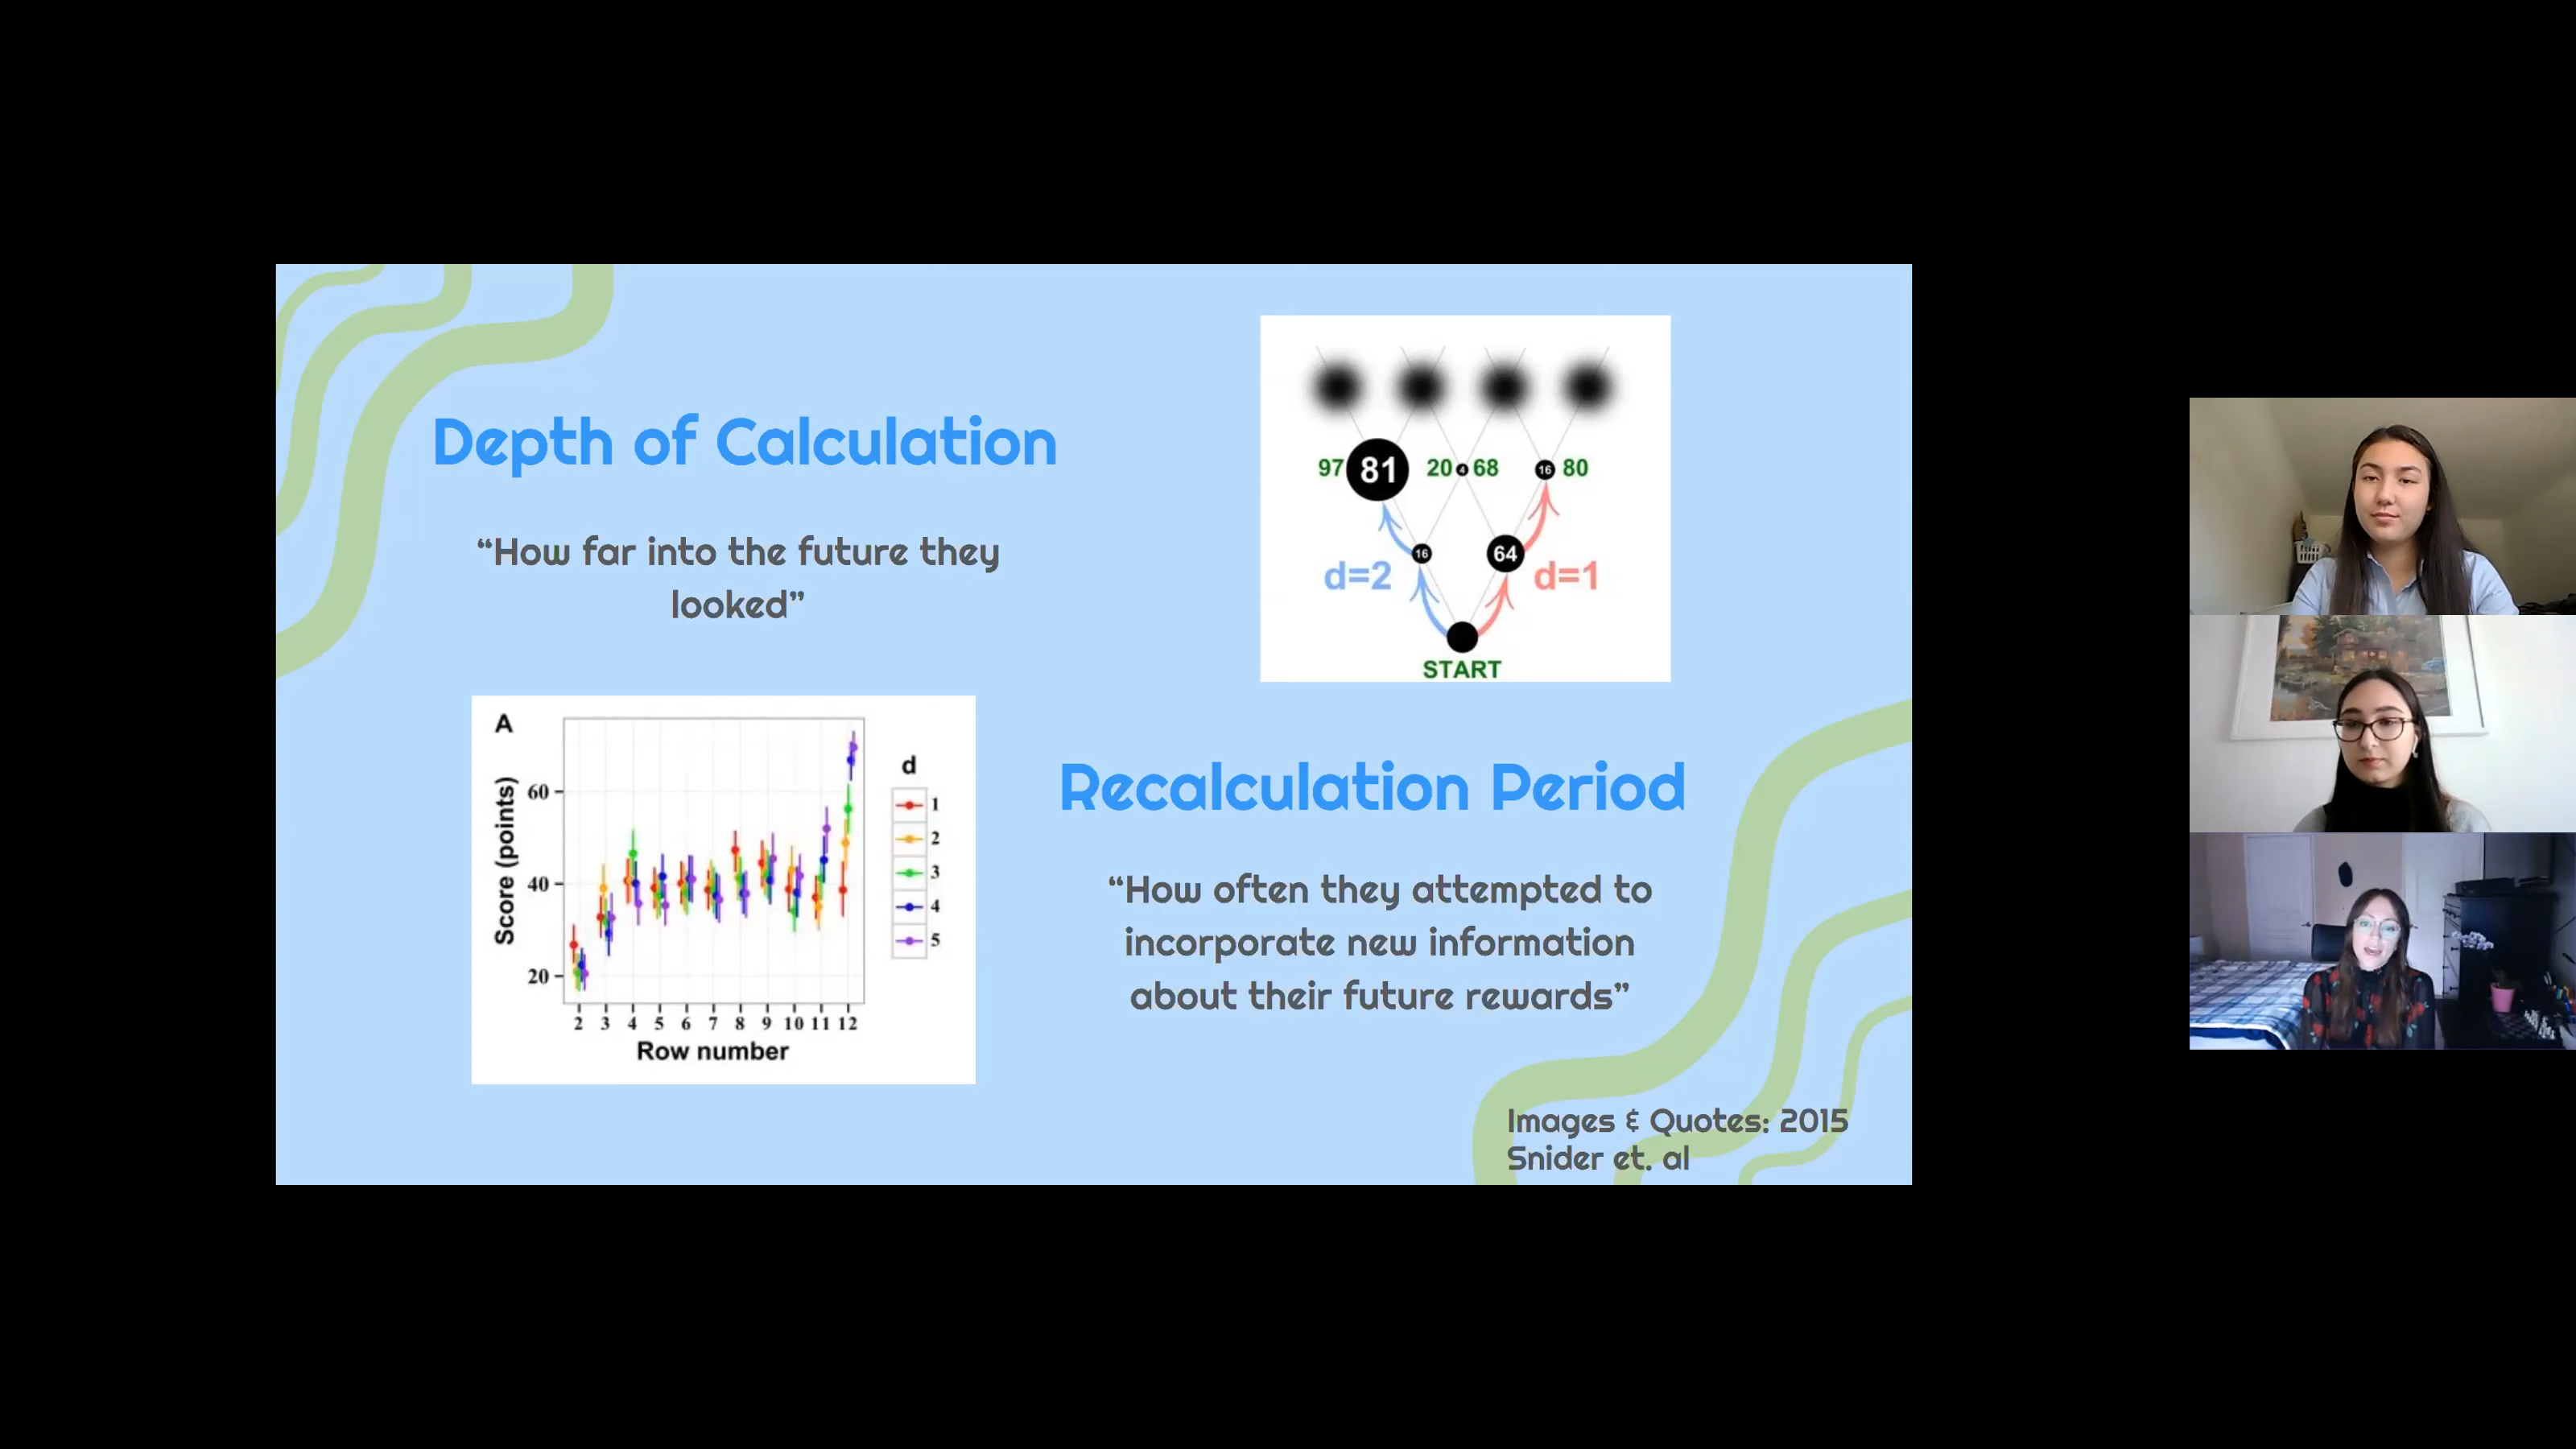 Depth of Calculation
“How far into the future they
looked”
97 81 20 4 68 16 80
16 64
d=2 d=1
START
A
d
1
2
3
4
5
Score (points)
60
40
20
2 3 4 5 6 7 8 9 10 11 12
Row number
Recalculation Period
“How often they attempted to
incorporate new information
about their future rewards”
Images & Quotes: 2015
Snider et. al